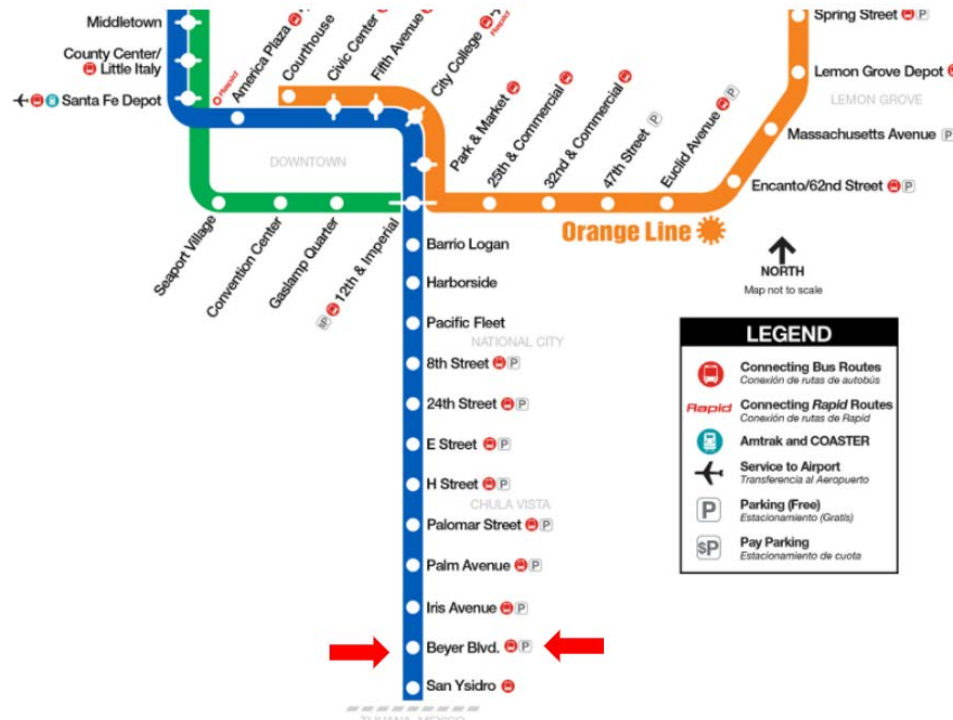 Middletown
County Center/
Little Italy
Santa Fe Depot
Rapid
America Plaza
Courthouse
Civic Center
Fifth Avenue
City College
Rapid
Park & Market
25th & Commercial
32nd & Commercial
47th Street P
Euclid Avenue P
Spring Street P
Lemon Grove Depot
LEMON GROVE
Massachusetts Avenue P
Encanto/62nd Street P
DOWNTOWN
Orange Line
Seaport Village
Convention Center
Gaslamp Quarter
$P 12th & Imperial
Barrio Logan
Harborside
Pacific Fleet
NATIONAL CITY
8th Street P
24th Street P
E Street P
H Street P
CHULA VISTA
Palomar Street P
Palm Avenue P
Iris Avenue P
Beyer Blvd. P
San Ysidro
TIJUANA, MEXICO
NORTH
Map not to scale
LEGEND
Connecting Bus Routes
Conexión de rutas de autobús
Rapid Connecting Rapid Routes
Conexión de rutas de Rapid
Amtrak and COASTER
Service to Airport
Transferencia al Aeropuerto
P Parking (Free)
Estacionamiento (Gratis)
$P Pay Parking
Estacionamiento de cuota